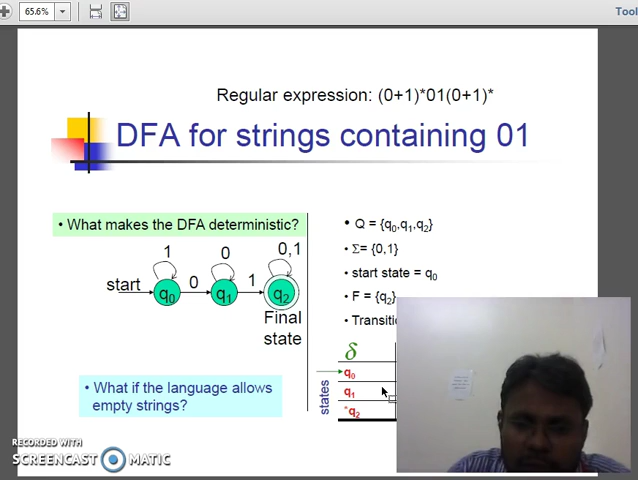 65.6%
Tool
Regular expression: (0+1)*01(0+1)*
DFA for strings containing 01
• What makes the DFA deterministic?
1 0 0,1
start q0 0 q1 1 q2
Final
state
• What if the language allows
empty strings?
• Q = {q0,q1,q2}
• Σ= {0,1}
• start state = q0
• F = {q2}
• Transiti
δ
states
q0
q1
*q2
RECORDED WITH
SCREENCAST MATIC